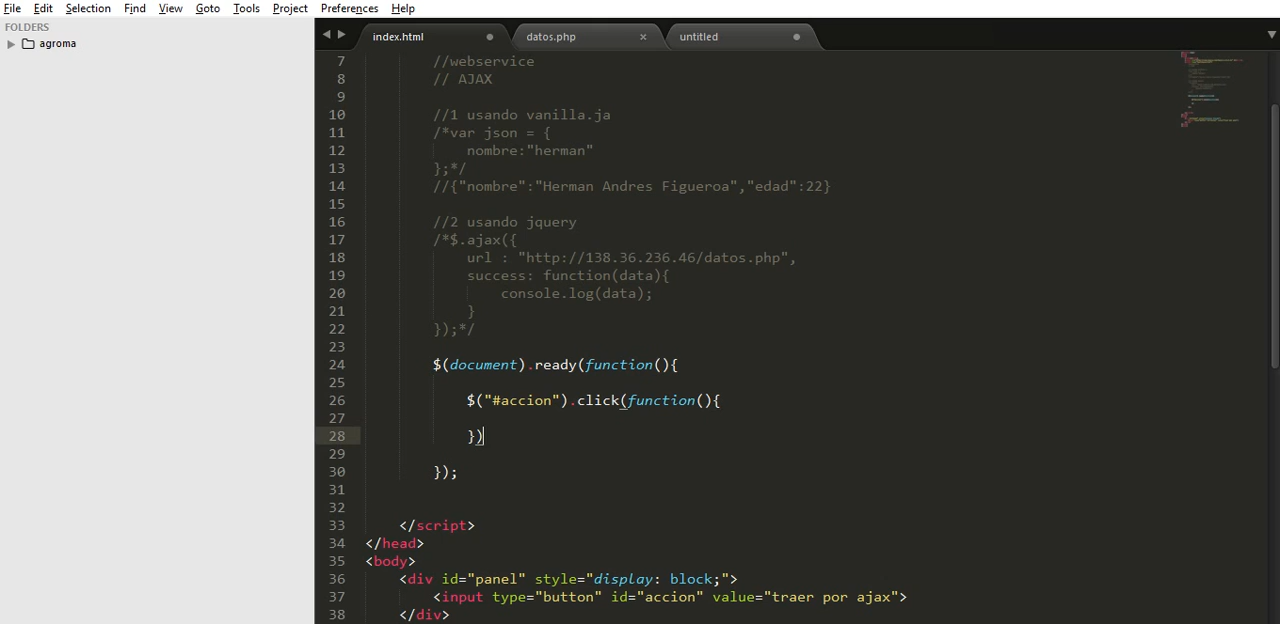 File Edit Selection Find View Goto Tools Project Preferences Help
FOLDERS
agroma
index.html datos.php untitled
7 //webservice
8 // AJAX
9
10 //1 usando vanilla.ja
11 /*var json = {
12 nombre:"herman"
13 };*/
14 //{"nombre":"Herman Andres Figueroa","edad":22}
15
16 //2 usando jquery
17 /*$.ajax({
18 url : "http://138.36.236.46/datos.php",
19 success: function(data){
20 console.log(data);
21 }
22 });*/
23
24 $(document).ready(function(){
25
26 $("#accion").click(function(){
27
28 })
29
30 });
31
32
33 </script>
34 </head>
35 <body>
36 <div id="panel" style="display: block;">
37 <input type="button" id="accion" value="traer por ajax">
38 </div>